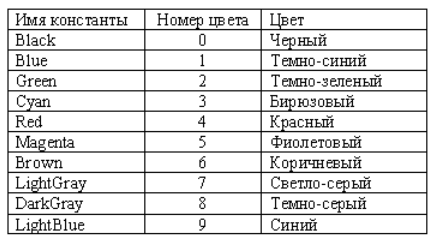 Имя константы Номер цвета Цвет
Black 0 Черный
Blue 1 Темно-синий
Green 2 Темно-зеленый
Cyan 3 Бирюзовый
Red 4 Красный
Magenta 5 Фиолетовый
Brown 6 Коричневый
LightGray 7 Светло-серый
DarkGray 8 Темно-серый
LightBlue 9 Синий